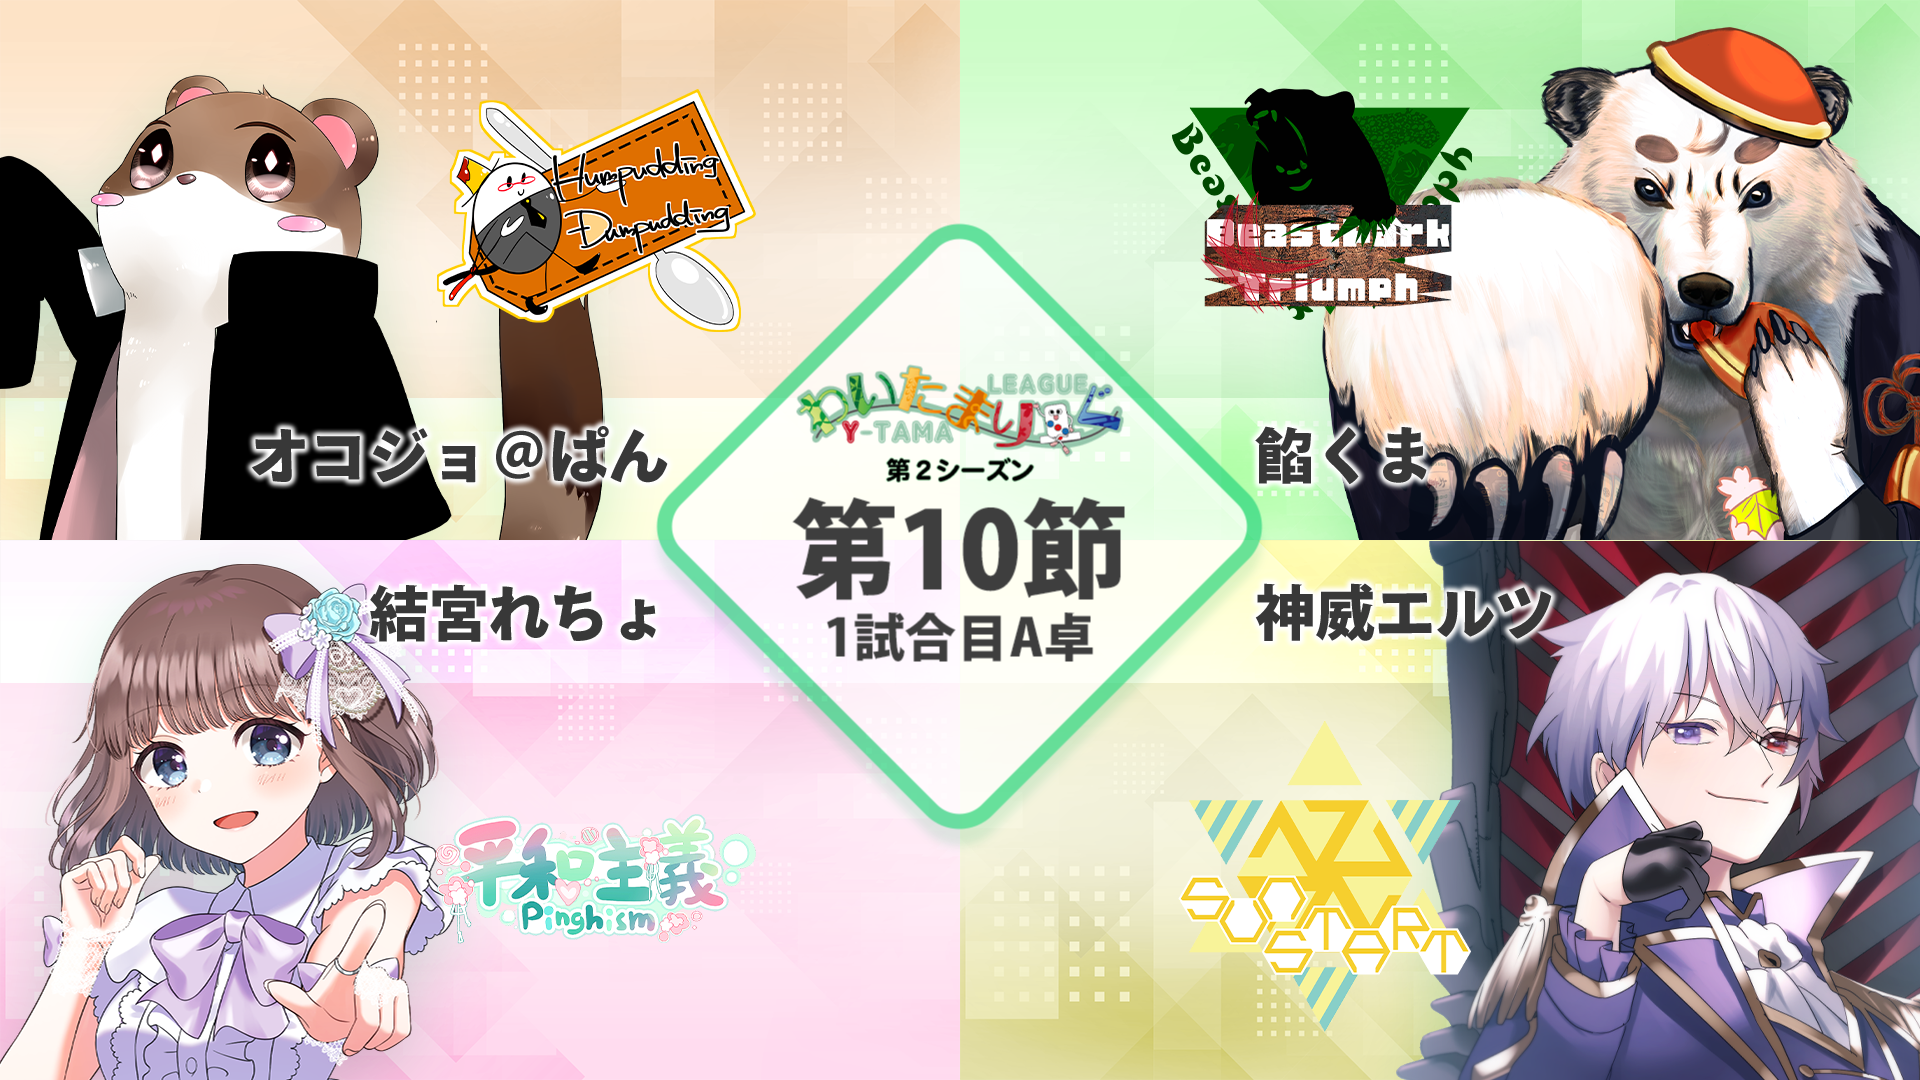 Humpudding
Dumpudding
オコジョ@ぱん
Beastmark
Triumph
餡くま
わいたまりーぐ
LEAGUE
Y-TAMA
第２シーズン
第10節
1試合目A卓
結宮れちょ
平和主義
Pinghism
神威エルツ
SUN
START